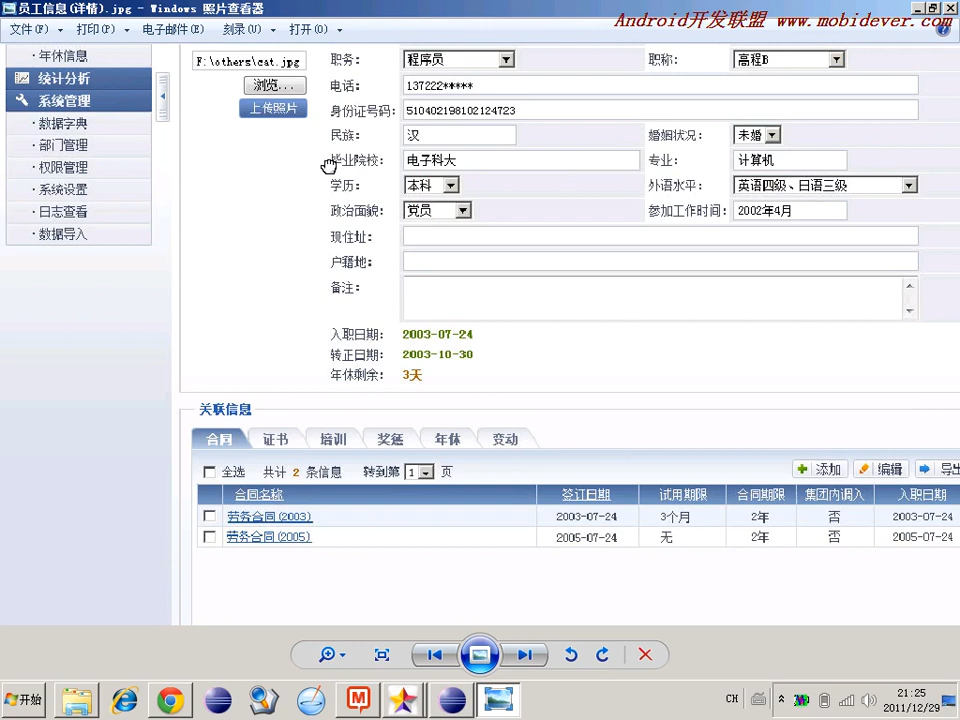 员工信息(详情).jpg - Windows 照片查看器
Android开发联盟 www.mobidever.com
文件(F) 打印(P) 电子邮件(E) 刻录(U) 打开(O)
·年休信息
统计分析
系统管理
·数据字典
·部门管理
·权限管理
·系统设置
·日志查看
·数据导入
F:\others\cat.jpg
浏览...
上传照片
职务: 程序员 职称: 高程B
电话: 137222*****
身份证号码: 510402198102124723
民族: 汉 婚姻状况: 未婚
毕业院校: 电子科大 专业: 计算机
学历: 本科 外语水平: 英语四级、日语三级
政治面貌: 党员 参加工作时间: 2002年4月
现住址:
户籍地:
备注:
入职日期: 2003-07-24
转正日期: 2003-10-30
年休剩余: 3天
关联信息
合同 证书 培训 奖惩 年休 变动
全选 共计 2 条信息 转到第 1 页 添加 编辑 导出
合同名称 签订日期 试用期限 合同期限 集团内调入 入职日期
劳务合同(2003) 2003-07-24 3个月 2年 否 2003-07-24
劳务合同(2005) 2005-07-24 无 2年 否 2005-07-24
开始 CH 21:25
2011/12/29